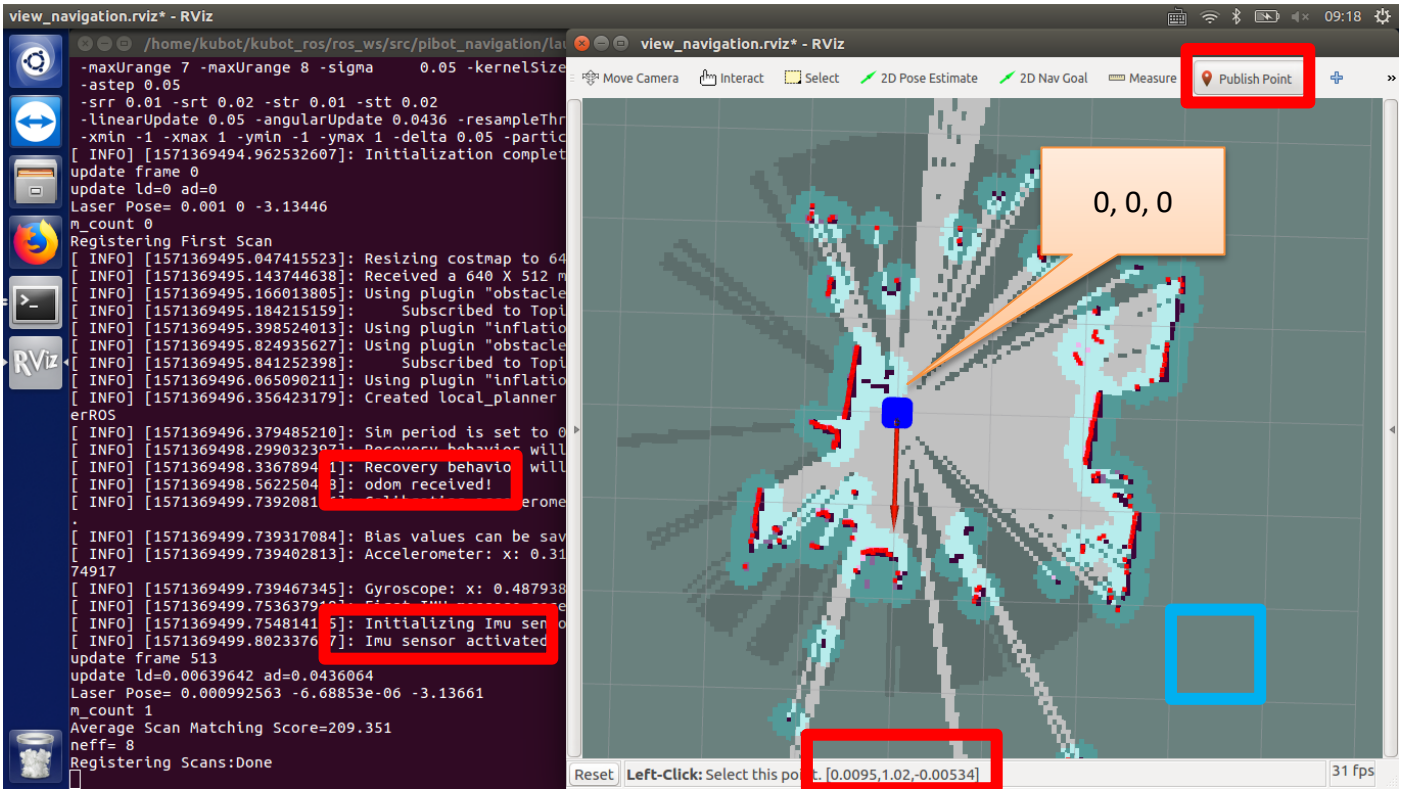 view_navigation.rviz* - RViz
09:18
/home/kubot/kubot_ros/ros_ws/src/pibot_navigation/lau
-maxUrange 7 -maxUrange 8 -sigma 0.05 -kernelSize
-astep 0.05
-srr 0.01 -srt 0.02 -str 0.01 -stt 0.02
-linearUpdate 0.05 -angularUpdate 0.0436 -resampleThr
-xmin -1 -xmax 1 -ymin -1 -ymax 1 -delta 0.05 -partic
[ INFO] [1571369494.962532607]: Initialization complet
update frame 0
update ld=0 ad=0
Laser Pose= 0.001 0 -3.13446
m_count 0
Registering First Scan
[ INFO] [1571369495.047415523]: Resizing costmap to 64
[ INFO] [1571369495.143744638]: Received a 640 X 512 m
[ INFO] [1571369495.166013805]: Using plugin "obstacle
[ INFO] [1571369495.184215159]: Subscribed to Topi
[ INFO] [1571369495.398524013]: Using plugin "inflatio
[ INFO] [1571369495.824935627]: Using plugin "obstacle
[ INFO] [1571369495.841252398]: Subscribed to Topi
[ INFO] [1571369496.065090211]: Using plugin "inflatio
[ INFO] [1571369496.356423179]: Created local_planner
erROS
[ INFO] [1571369496.379485210]: Sim period is set to 0
[ INFO] [1571369498.299032397]: Recovery behavior will
[ INFO] [1571369498.3367894 1]: Recovery behavior will
[ INFO] [1571369498.5622504 3]: odom received!
[ INFO] [1571369499.7392081 erome
.
[ INFO] [1571369499.739317084]: Bias values can be sav
[ INFO] [1571369499.739402813]: Accelerometer: x: 0.31
74917
[ INFO] [1571369499.739467345]: Gyroscope: x: 0.487938
[ INFO] [1571369499.7536379
[ INFO] [1571369499.7548141 5]: Initializing Imu senso
[ INFO] [1571369499.8023376 7]: Imu sensor activated
update frame 513
update ld=0.00639642 ad=0.0436064
Laser Pose= 0.000992563 -6.68853e-06 -3.13661
m_count 1
Average Scan Matching Score=209.351
neff= 8
Registering Scans:Done
RViz
view_navigation.rviz* - RViz
Move Camera Interact Select 2D Pose Estimate 2D Nav Goal Measure Publish Point
0, 0, 0
Reset Left-Click: Select this point. [0.0095,1.02,-0.00534] 31 fps